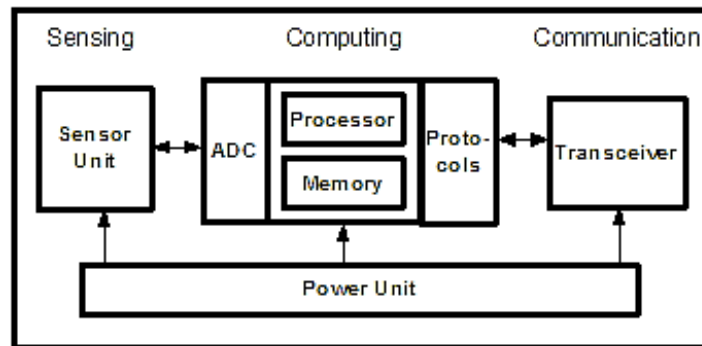 Sensing
Computing
Communication
Sensor
Unit
ADC
Processor
Memory
Proto-
cols
Transceiver
Power Unit